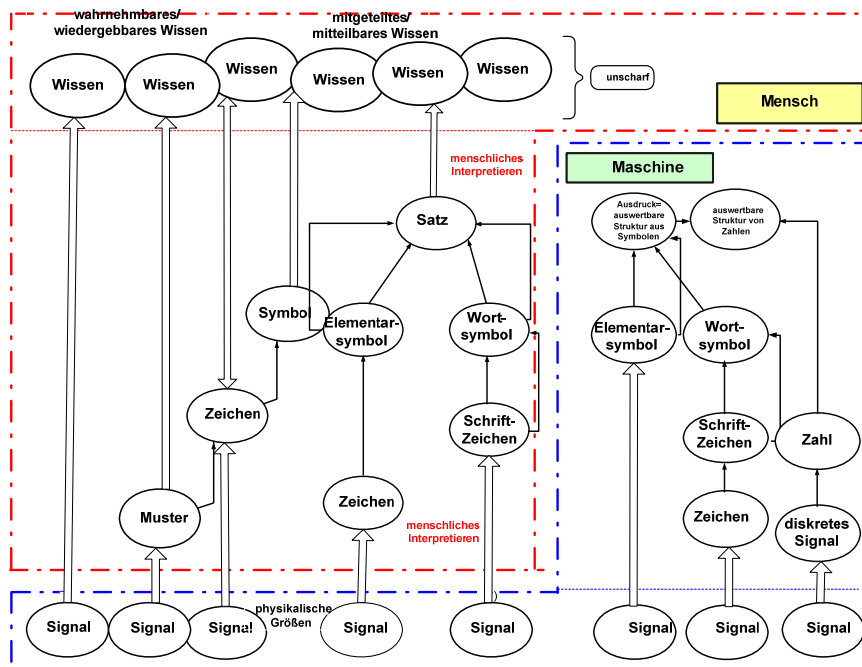 wahrnehmbares/
wiedergebbares Wissen
mitgeteiltes/
mitteilbares Wissen
Wissen
Wissen
Wissen
Wissen
Wissen
Wissen
unscharf
Mensch
menschliches
Interpretieren
Maschine
Satz
Ausdruck=
auswertbare
Struktur aus
Symbolen
auswertbare
Struktur von
Zahlen
Symbol
Elementar-
symbol
Wort-
symbol
Elementar-
symbol
Wort-
symbol
Zeichen
Schrift-
Zeichen
Schrift-
Zeichen
Zahl
Muster
Zeichen
menschliches
Interpretieren
Zeichen
diskretes
Signal
physikalische
Größen
Signal
Signal
Signal
Signal
Signal
Signal
Signal
Signal